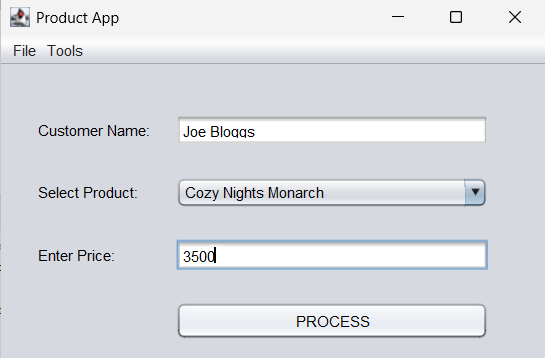 Product App
File Tools
Customer Name: Joe Bloggs
Select Product: Cozy Nights Monarch
Enter Price: 3500
PROCESS